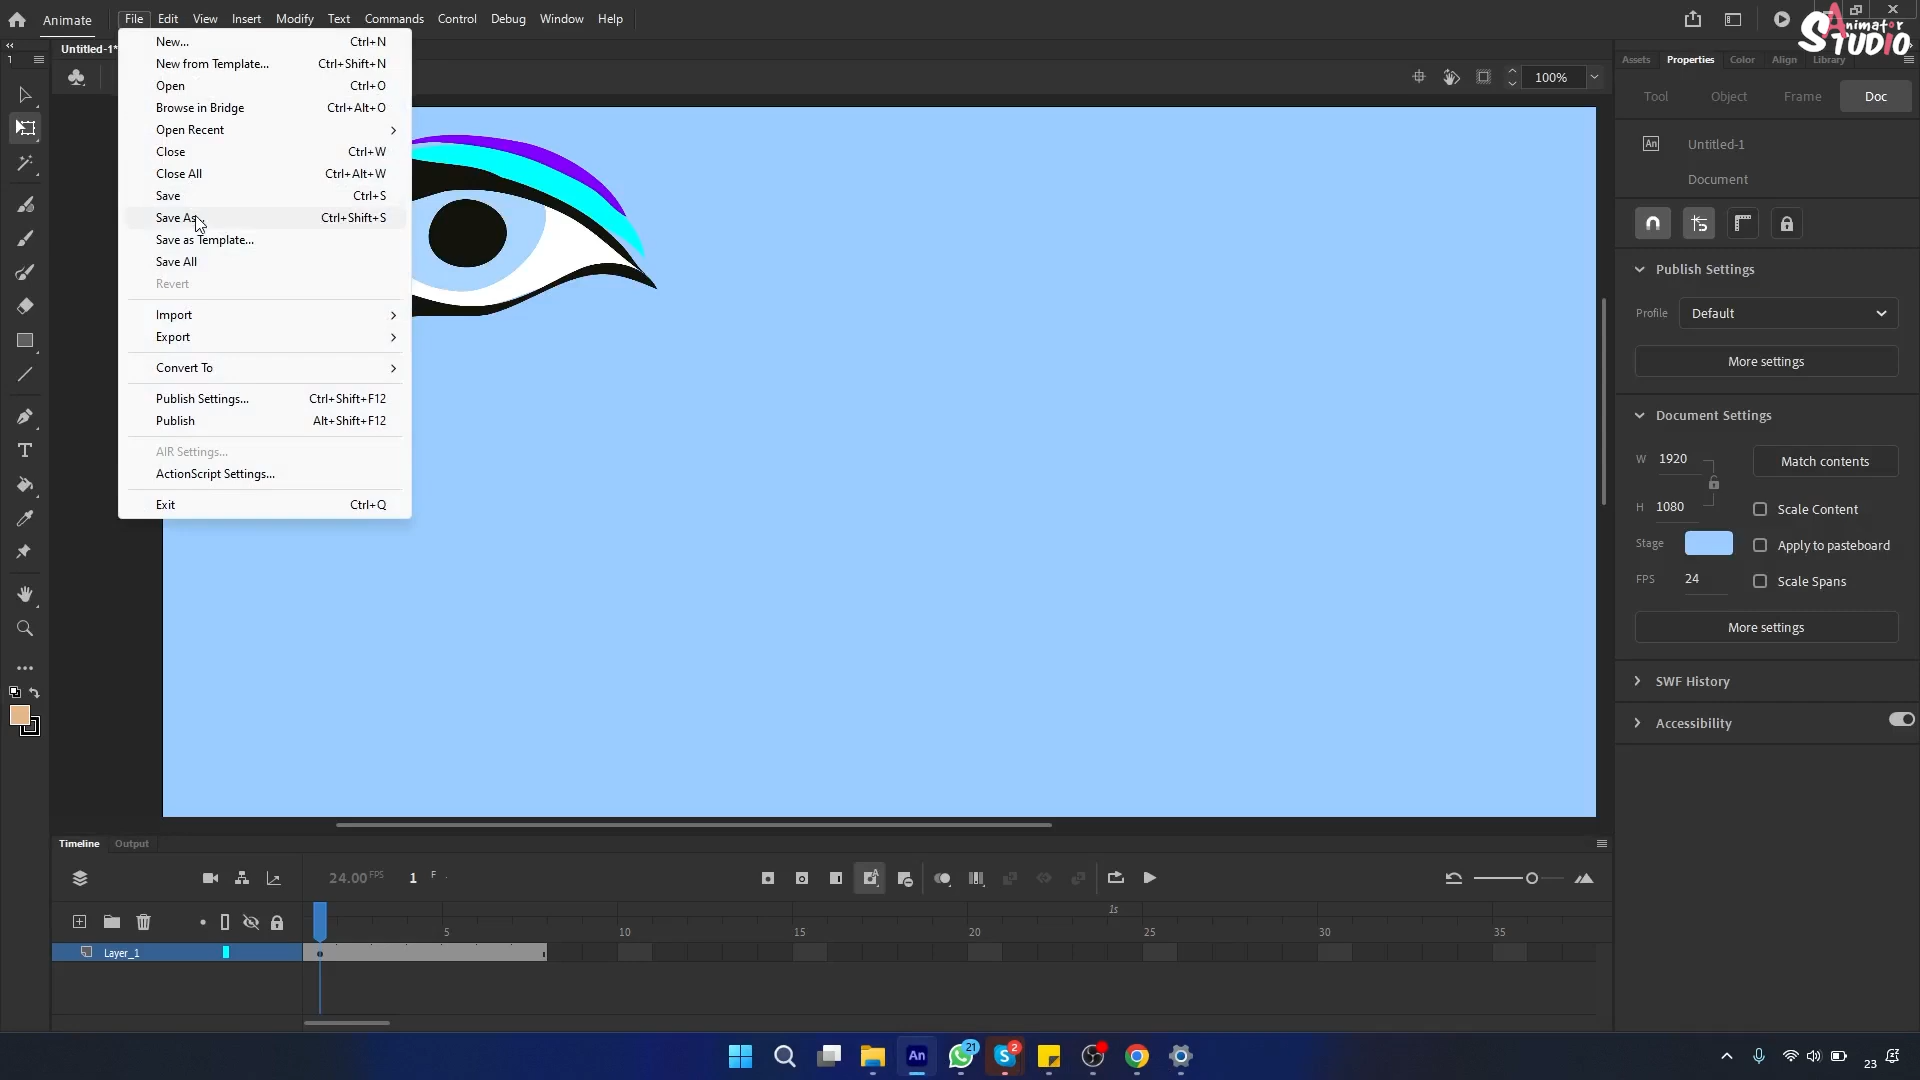 Animate File Edit View Insert Modify Text Commands Control Debug Window Help
Animator
STUDIO
Untitled-1*
1
New... Ctrl+N
New from Template... Ctrl+Shift+N
Open Ctrl+O
Browse in Bridge Ctrl+Alt+O
Open Recent
Close Ctrl+W
Close All Ctrl+Alt+W
Save Ctrl+S
Save As... Ctrl+Shift+S
Save as Template...
Save All
Revert
Import
Export
Convert To
Publish Settings... Ctrl+Shift+F12
Publish Alt+Shift+F12
AIR Settings...
ActionScript Settings...
Exit Ctrl+Q
100%
Assets Properties Color Align Library
Tool Object Frame Doc
An Untitled-1
Document
Publish Settings
Profile Default
More settings
Document Settings
W 1920 Match contents
H 1080 Scale Content
Stage Apply to pasteboard
FPS 24 Scale Spans
More settings
SWF History
Accessibility
Timeline Output
24.00 FPS 1 F
1s
5 10 15 20 25 30 35
Layer_1
An 21 S 2
23